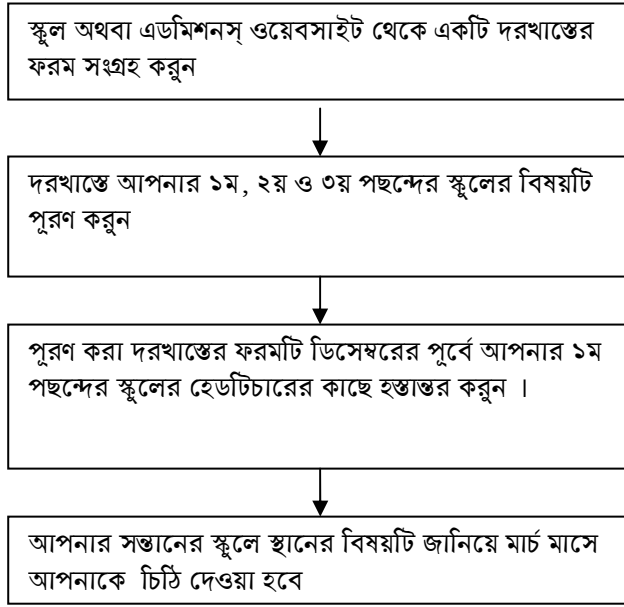 স্কুল অথবা এডমিশনস্ ওয়েবসাইট থেকে একটি দরখাস্তের
ফরম সংগ্রহ করুন
দরখাস্তে আপনার ১ম, ২য় ও ৩য় পছন্দের স্কুলের বিষয়টি
পূরণ করুন
পূরণ করা দরখাস্তের ফরমটি ডিসেম্বরের পূর্বে আপনার ১ম
পছন্দের স্কুলের হেডটিচারের কাছে হস্তান্তর করুন ।
আপনার সন্তানের স্কুলে স্থানের বিষয়টি জানিয়ে মার্চ মাসে
আপনাকে চিঠি দেওয়া হবে